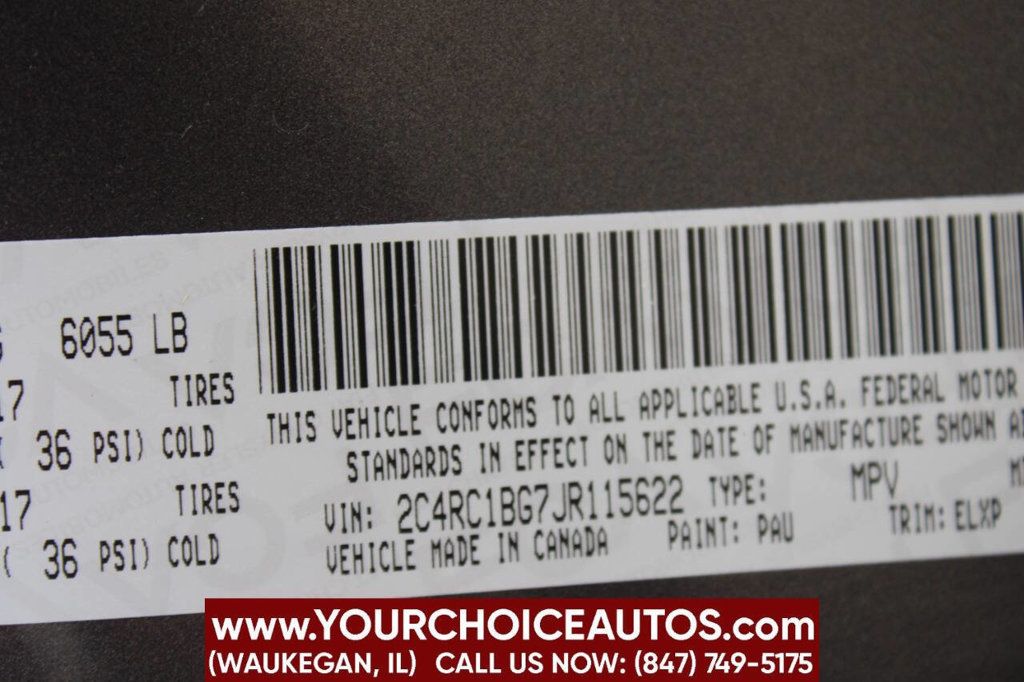 6055 LB
17 TIRES
( 36 PSI) COLD
17 TIRES
( 36 PSI) COLD
THIS VEHICLE CONFORMS TO ALL APPLICABLE U.S.A. FEDERAL MOTOR
STANDARDS IN EFFECT ON THE DATE OF MANUFACTURE SHOWN
VIN: 2C4RC1BG7JR115622 TYPE: MPV
VEHICLE MADE IN CANADA PAINT: PAU TRIM: ELXP
www.YOURCHOICEAUTOS.com
(WAUKEGAN, IL) CALL US NOW: (847) 749-5175